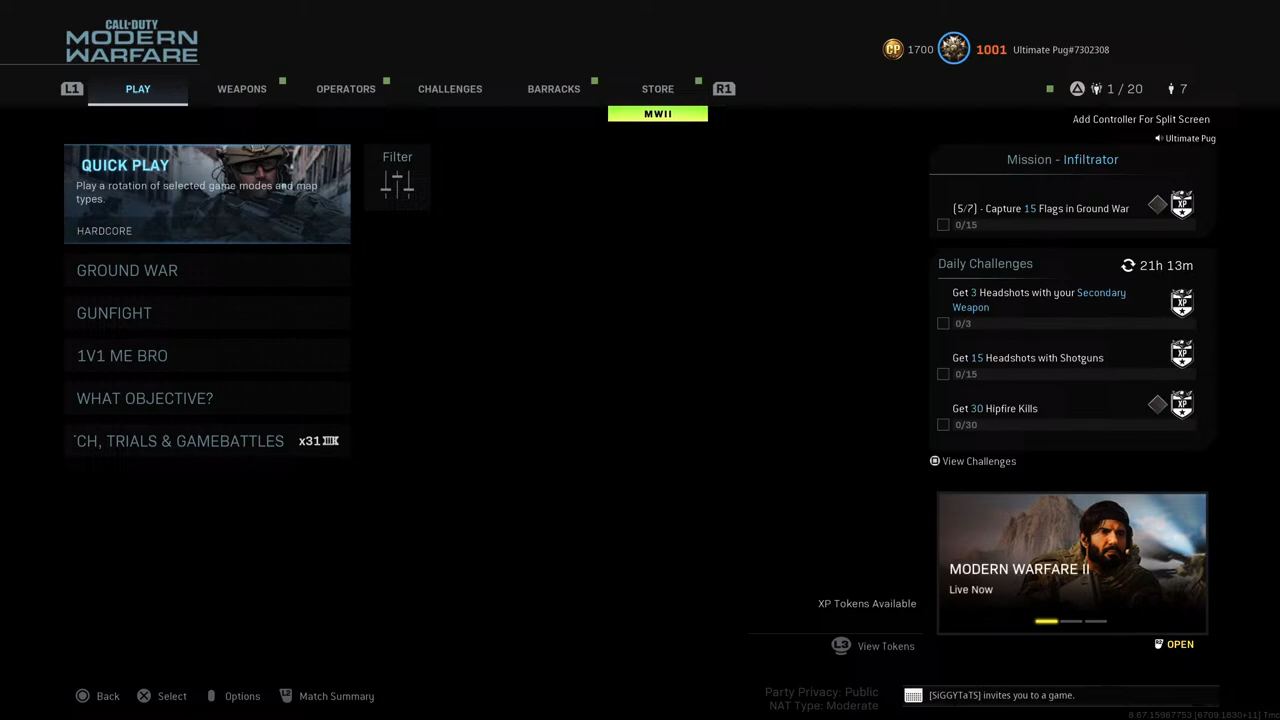 CALL OF DUTY
MODERN
WARFARE
CP 1700 1001 Ultimate Pug#7302308
L1 PLAY WEAPONS OPERATORS CHALLENGES BARRACKS STORE R1 1 / 20 7
MWII
Add Controller For Split Screen
Ultimate Pug
QUICK PLAY
Play a rotation of selected game modes and map
types.
HARDCORE
Filter
GROUND WAR
GUNFIGHT
1V1 ME BRO
WHAT OBJECTIVE?
CH, TRIALS & GAMEBATTLES x31
Mission - Infiltrator
(5/7) - Capture 15 Flags in Ground War
XP
0/15
Daily Challenges 21h 13m
Get 3 Headshots with your Secondary
Weapon
XP
0/3
Get 15 Headshots with Shotguns
XP
0/15
Get 30 Hipfire Kills
XP
0/30
View Challenges
MODERN WARFARE II
Live Now
OPEN
XP Tokens Available
L3 View Tokens
Back Select Options Match Summary
Party Privacy: Public
NAT Type: Moderate
[SiGGYTaTS] invites you to a game.